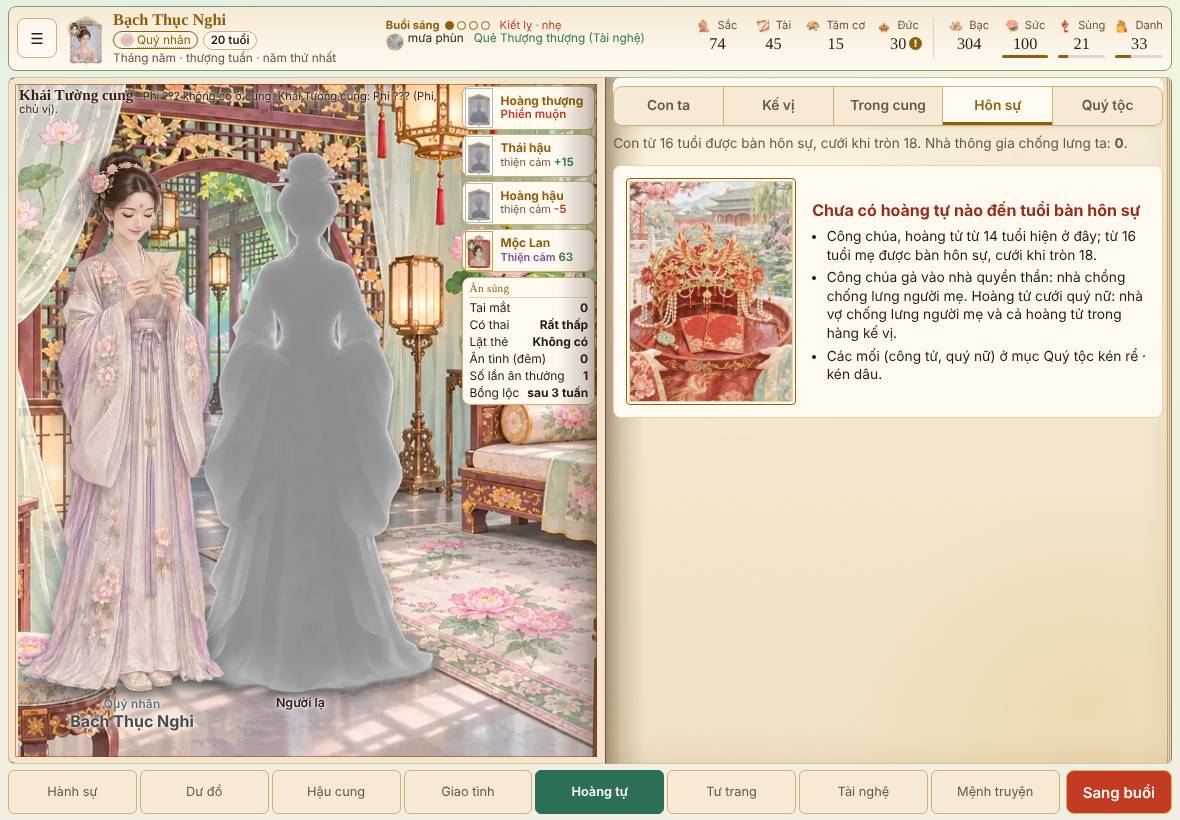 ☰
Bạch Thục Nghi
Quý nhân
20 tuổi
Tháng năm · thượng tuần · năm thứ nhất
Buổi sáng
Kiết lỵ · nhẹ
mưa phùn
Quẻ Thượng thượng (Tài nghệ)
Sắc
74
Tài
45
Tâm cơ
15
Đức
30
!
Bạc
304
Sức
100
Sủng
21
Danh
33
Khải Tường cung
Phi ??? không có ở cung. Khải Tường cung: Phi ??? (Phi,
chủ vị).
Hoàng thượng
Phiền muộn
Thái hậu
thiện cảm +15
Hoàng hậu
thiện cảm -5
Mộc Lan
Thiện cảm 63
Ân sủng
Tai mắt 0
Có thai Rất thấp
Lật thẻ Không có
Ân tình (đêm) 0
Số lần ân thưởng 1
Bổng lộc sau 3 tuần
Quý nhân
Bạch Thục Nghi
Người lạ
Con ta
Kế vị
Trong cung
Hôn sự
Quý tộc
Con từ 16 tuổi được bàn hôn sự, cưới khi tròn 18. Nhà thông gia chống lưng ta: 0.
Chưa có hoàng tự nào đến tuổi bàn hôn sự
• Công chúa, hoàng tử từ 14 tuổi hiện ở đây; từ 16
tuổi mẹ được bàn hôn sự, cưới khi tròn 18.
• Công chúa gả vào nhà quyền thần: nhà chồng
chống lưng người mẹ. Hoàng tử cưới quý nữ: nhà
vợ chống lưng người mẹ và cả hoàng tử trong
hàng kế vị.
• Các mối (công tử, quý nữ) ở mục Quý tộc kén rể ·
kén dâu.
Hành sự
Dư đồ
Hậu cung
Giao tình
Hoàng tự
Tư trang
Tài nghệ
Mệnh truyện
Sang buổi